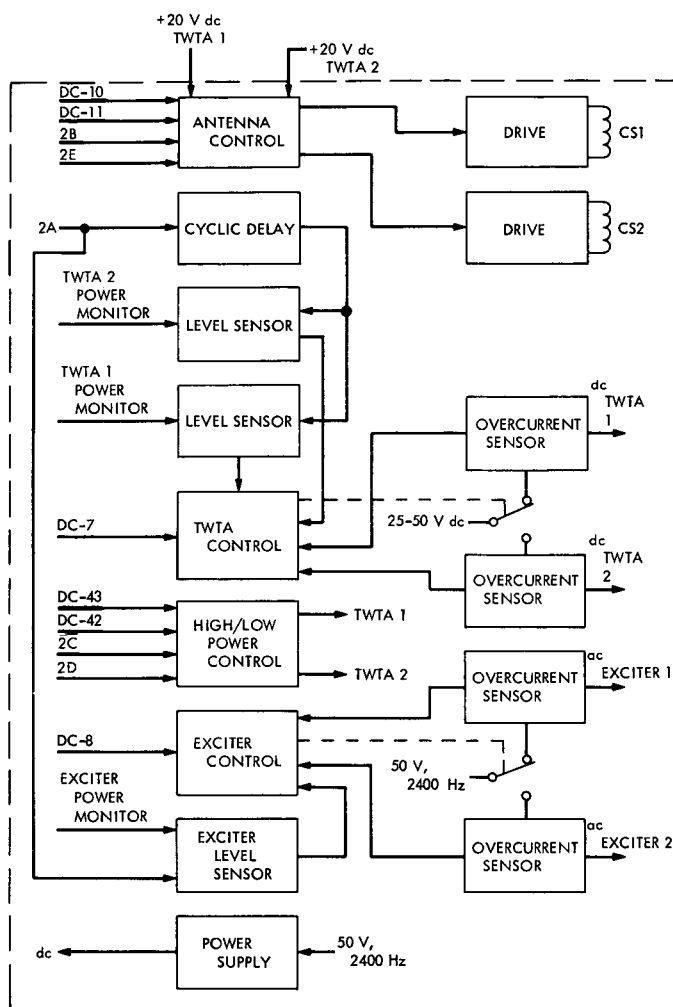 +20 V dc
TWTA 1
+20 V dc
TWTA 2
DC-10
DC-11
2B
2E
ANTENNA
CONTROL
DRIVE
CS1
2A
CYCLIC DELAY
DRIVE
CS2
TWTA 2
POWER
MONITOR
LEVEL SENSOR
TWTA 1
POWER
MONITOR
LEVEL SENSOR
OVERCURRENT
SENSOR
dc
TWTA
1
DC-7
TWTA
CONTROL
25-50 V dc
OVERCURRENT
SENSOR
dc
TWTA
2
DC-43
DC-42
2C
2D
HIGH/LOW
POWER
CONTROL
TWTA 1
TWTA 2
OVERCURRENT
SENSOR
ac
EXCITER 1
DC-8
EXCITER
CONTROL
50 V,
2400 Hz
EXCITER
POWER
MONITOR
EXCITER
LEVEL
SENSOR
OVERCURRENT
SENSOR
ac
EXCITER 2
dc
POWER
SUPPLY
50 V,
2400 Hz